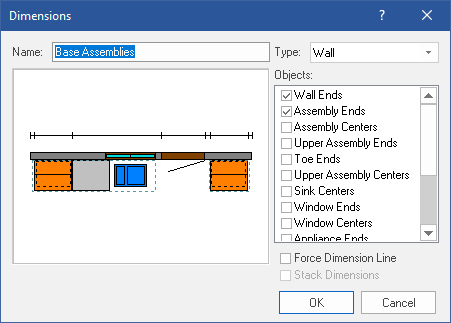 Dimensions
?
Name: Base Assemblies Type: Wall
Objects:
Wall Ends
Assembly Ends
Assembly Centers
Upper Assembly Ends
Toe Ends
Upper Assembly Centers
Sink Centers
Window Ends
Window Centers
Appliance Ends
Force Dimension Line
Stack Dimensions
OK Cancel